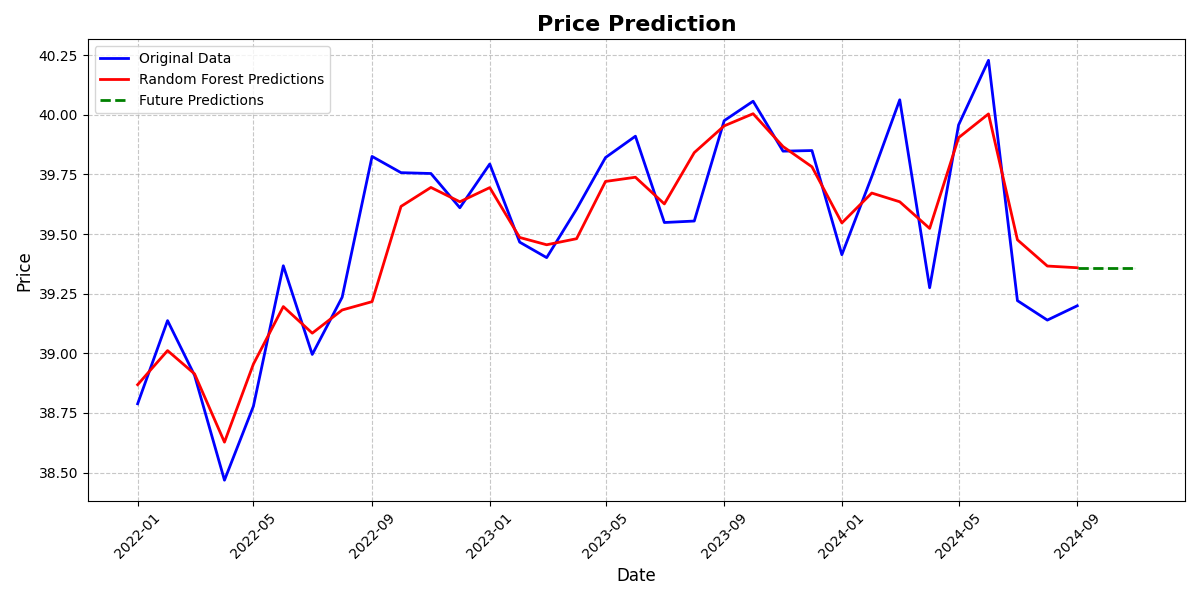 Price Prediction
Original Data
Random Forest Predictions
Future Predictions
Price
40.25
40.00
39.75
39.50
39.25
39.00
38.75
38.50
2022-01
2022-05
2022-09
2023-01
2023-05
2023-09
2024-01
2024-05
2024-09
Date